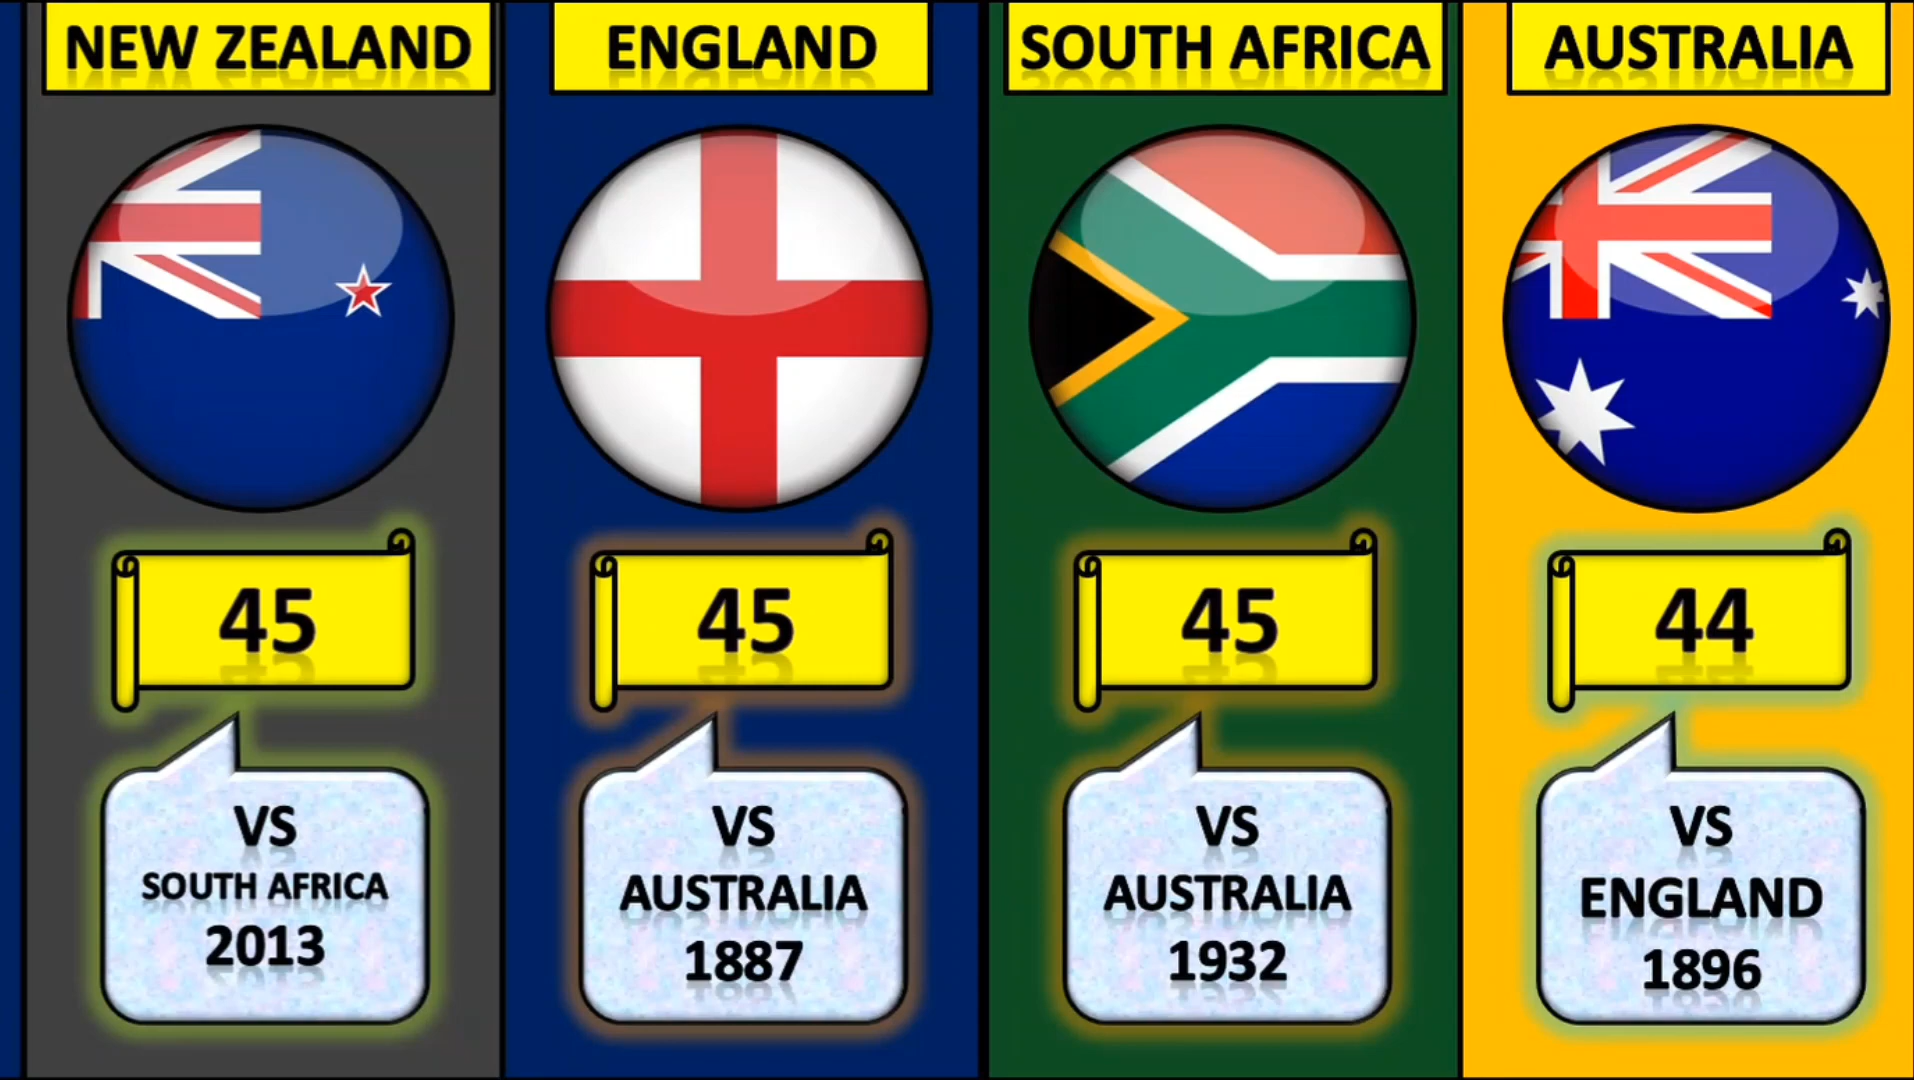 NEW ZEALAND
45
VS
SOUTH AFRICA
2013
ENGLAND
45
VS
AUSTRALIA
1887
SOUTH AFRICA
45
VS
AUSTRALIA
1932
AUSTRALIA
44
VS
ENGLAND
1896